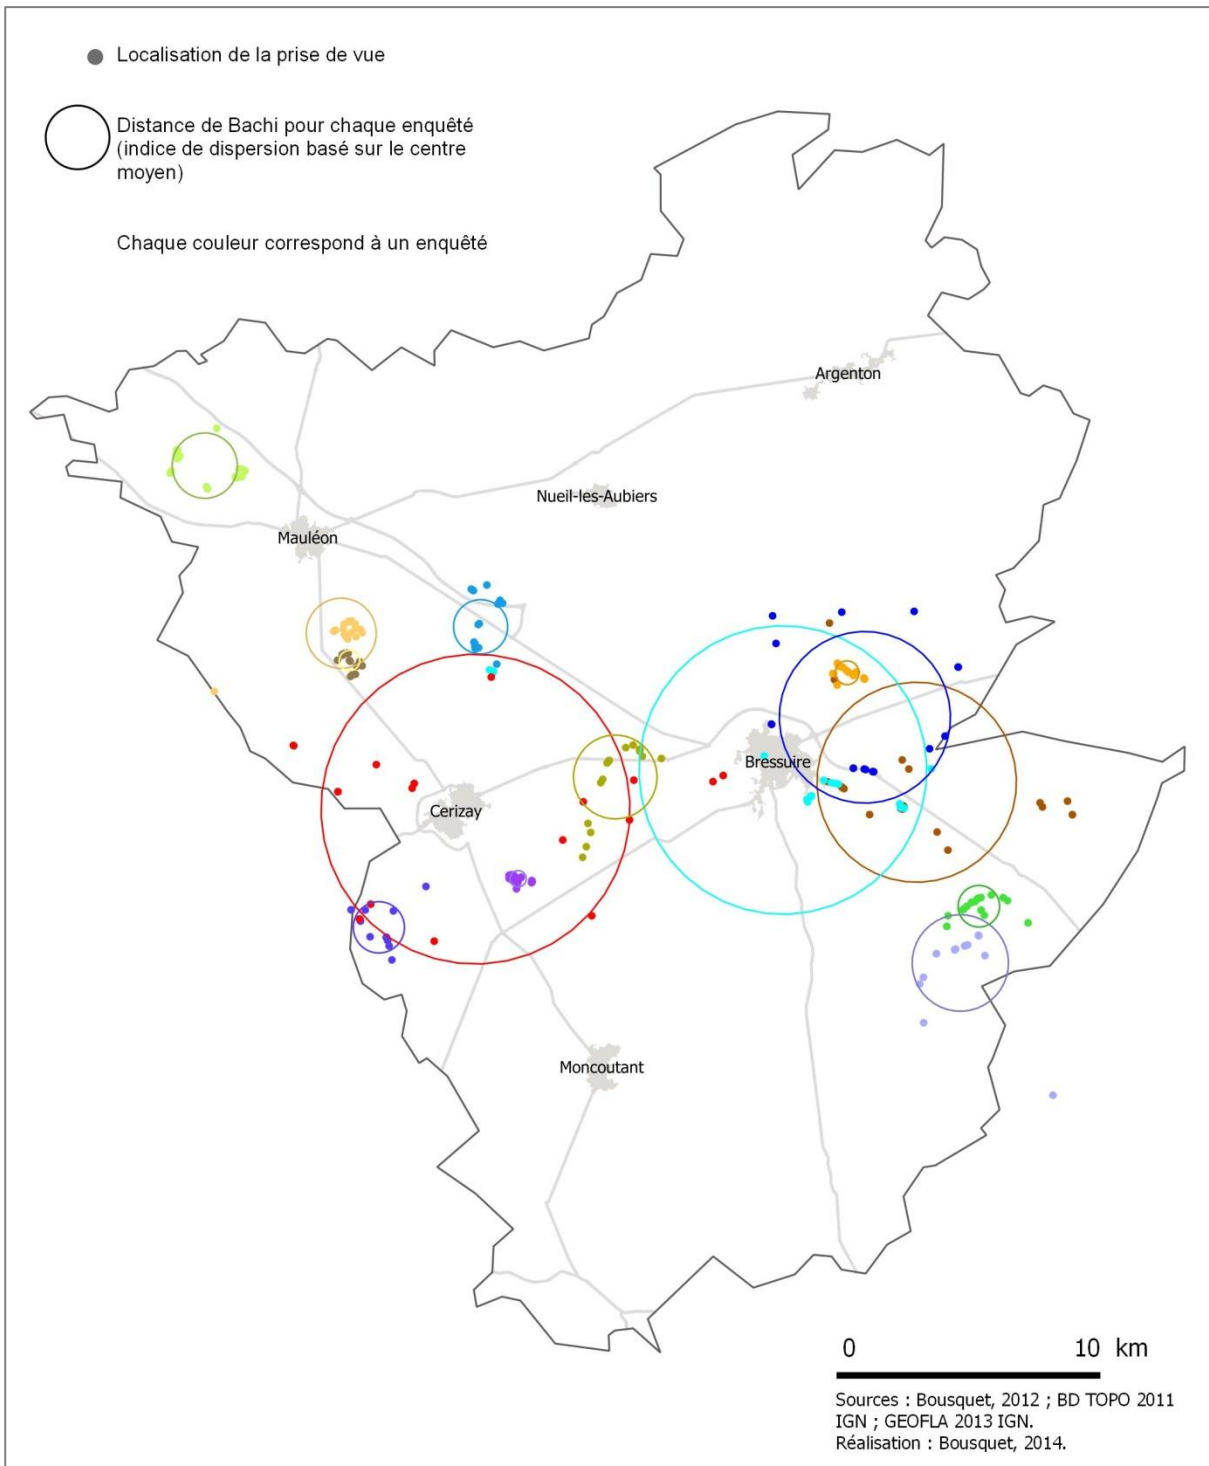 Localisation de la prise de vue
Distance de Bachi pour chaque enquêté
(indice de dispersion basé sur le centre
moyen)
Chaque couleur correspond à un enquêté
Argenton
Nueil-les-Aubiers
Mauléon
Bressuire
Cerizay
Moncoutant
0 10 km
Sources : Bousquet, 2012 ; BD TOPO 2011
IGN ; GEOFLA 2013 IGN.
Réalisation : Bousquet, 2014.